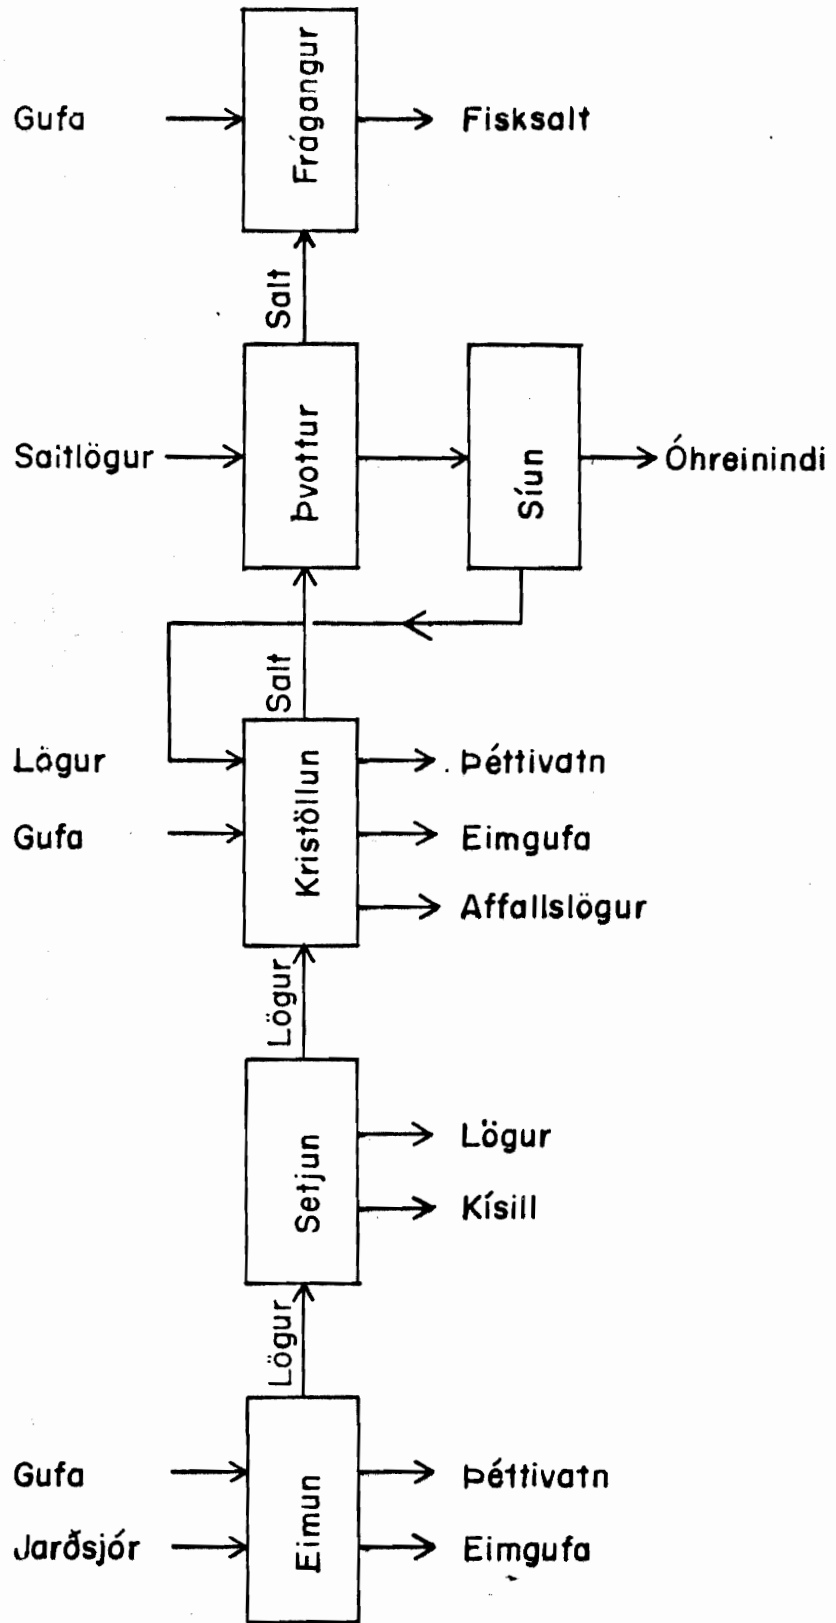 Gufa
Frágangur
Fisksalt
Salt
Saltlögur
Þvottur
Síun
Óhreinindi
Salt
Lögur
Gufa
Kristöllun
Þéttivatn
Eimgufa
Affallslögur
Lögur
Setjun
Lögur
Kísill
Lögur
Gufa
Jarðsjór
Eimun
Þéttivatn
Eimgufa